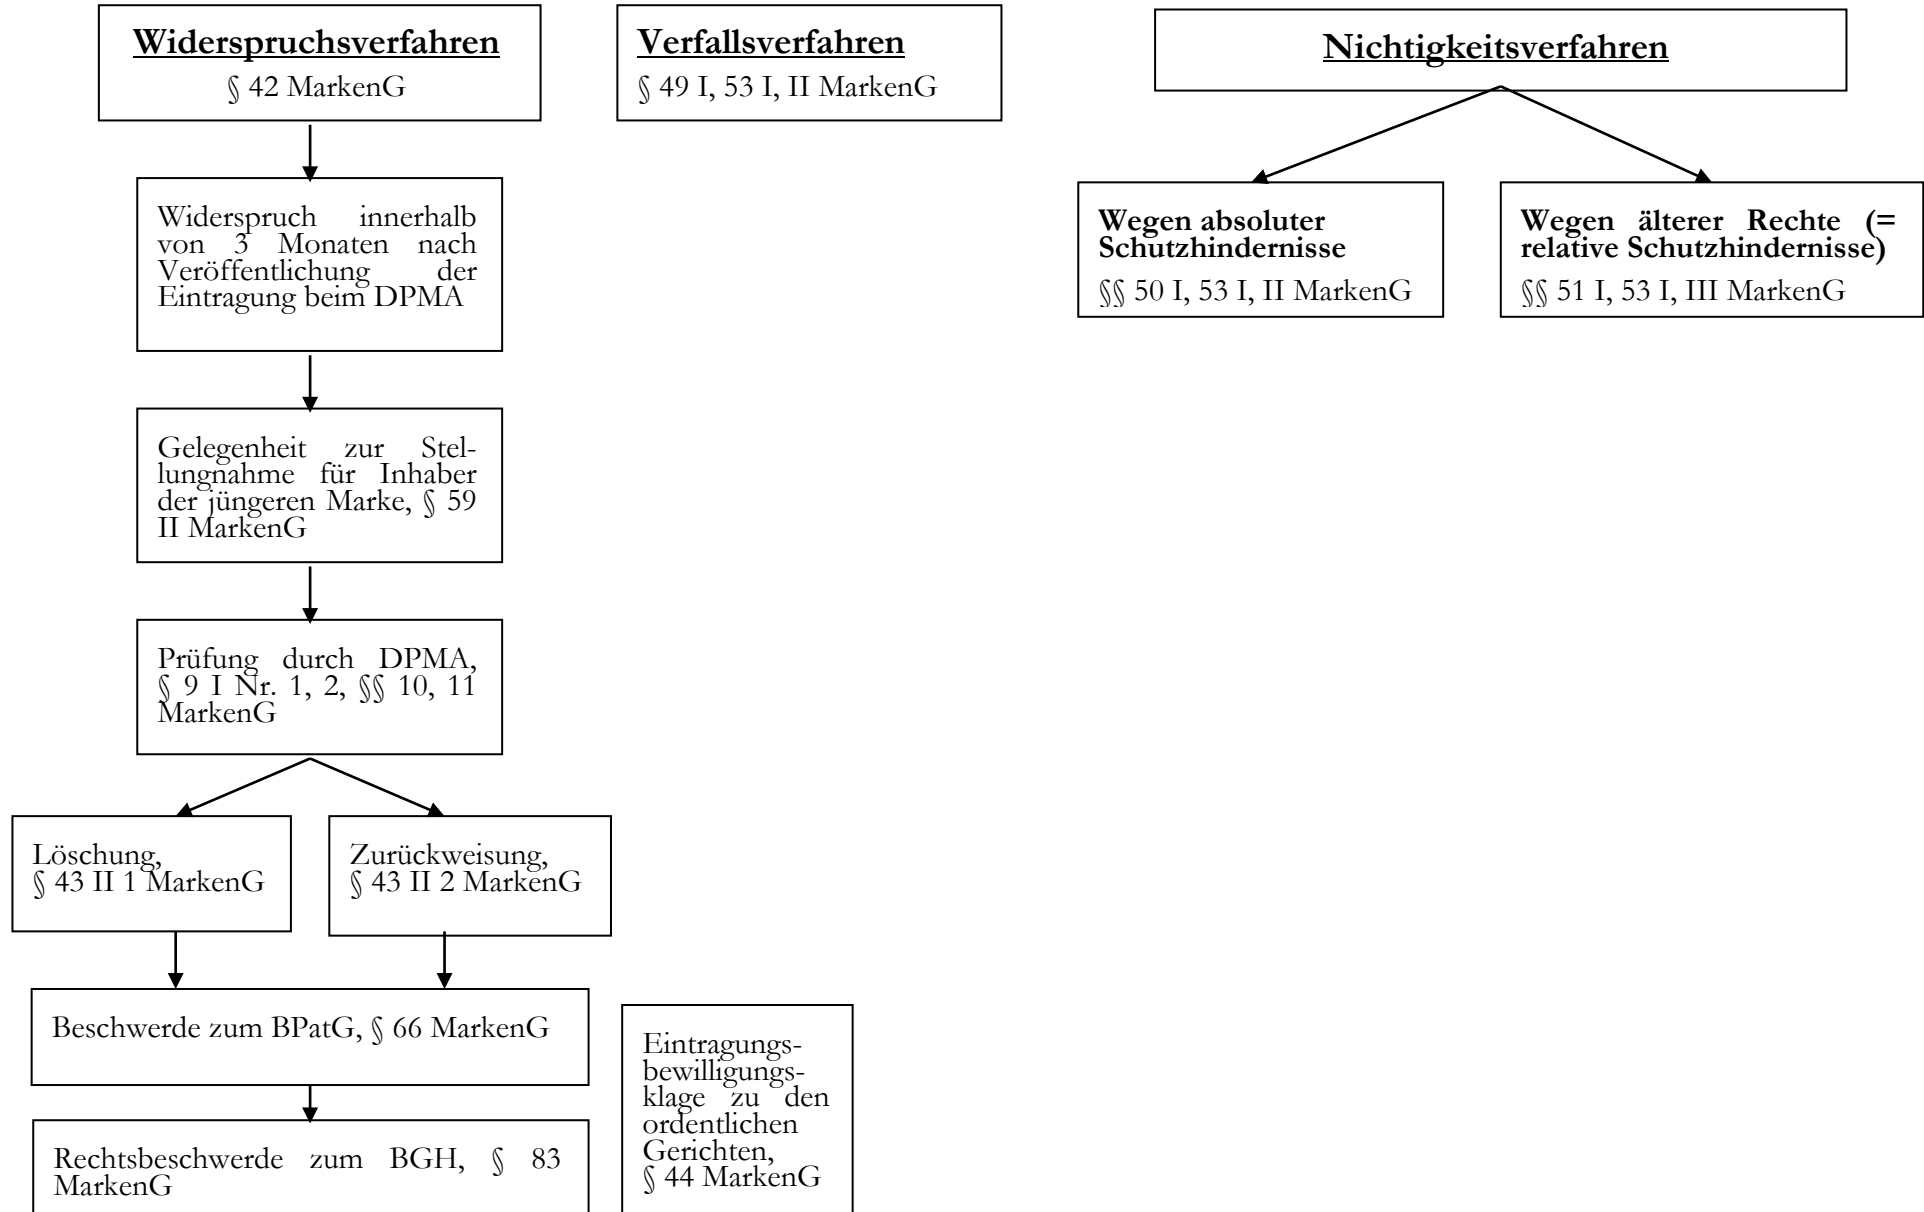 Widerspruchsverfahren
§ 42 MarkenG
Verfallsverfahren
§ 49 I, 53 I, II MarkenG
Nichtigkeitsverfahren
Wegen absoluter
Schutzhindernisse
§§ 50 I, 53 I, II MarkenG
Wegen älterer Rechte (=
relative Schutzhindernisse)
§§ 51 I, 53 I, III MarkenG
Widerspruch innerhalb
von 3 Monaten nach
Veröffentlichung der
Eintragung beim DPMA
Gelegenheit zur Stel-
lungnahme für Inhaber
der jüngeren Marke, § 59
II MarkenG
Prüfung durch DPMA,
§ 9 I Nr. 1, 2, §§ 10, 11
MarkenG
Löschung,
§ 43 II 1 MarkenG
Zurückweisung,
§ 43 II 2 MarkenG
Beschwerde zum BPatG, § 66 MarkenG
Rechtsbeschwerde zum BGH, § 83
MarkenG
Eintragungs-
bewilligungs-
klage zu den
ordentlichen
Gerichten,
§ 44 MarkenG